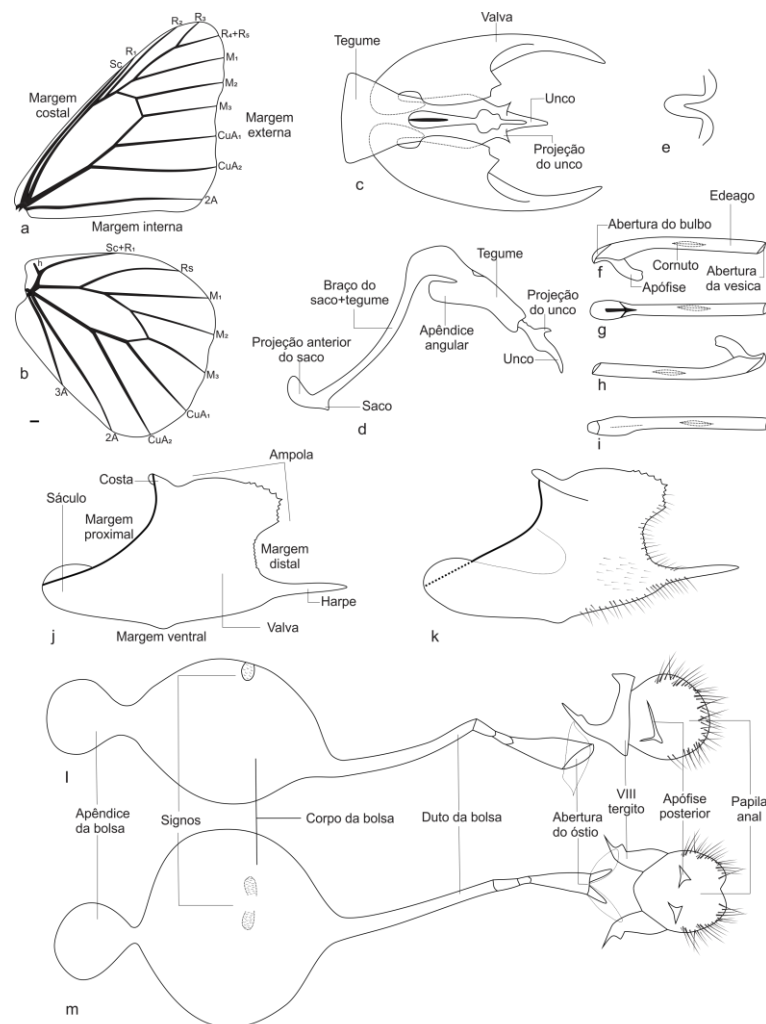 R₂
R₃
R₁
R₄+R₅
Sc
M₁
M₂
M₃
CuA₁
CuA₂
2A
Margem
costal
Margem
externa
Margem interna
a
h
Sc+R₁
Rs
M₁
M₂
M₃
CuA₁
CuA₂
2A
3A
b
Valva
Tegume
Unco
Projeção
do unco
c
e
Tegume
Braço do
saco+tegume
Projeção
do unco
Apêndice
angular
Projeção anterior
do saco
Unco
Saco
d
Edeago
Abertura do bulbo
f
Cornuto
Abertura
da vesica
Apófise
g
h
i
Ampola
Costa
Sáculo
Margem
proximal
Margem
distal
Harpe
Valva
Margem ventral
j
k
l
Apêndice
da bolsa
Signos
Corpo da bolsa
Duto da bolsa
Abertura
do óstio
VIII
tergito
Apófise
posterior
Papila
anal
m